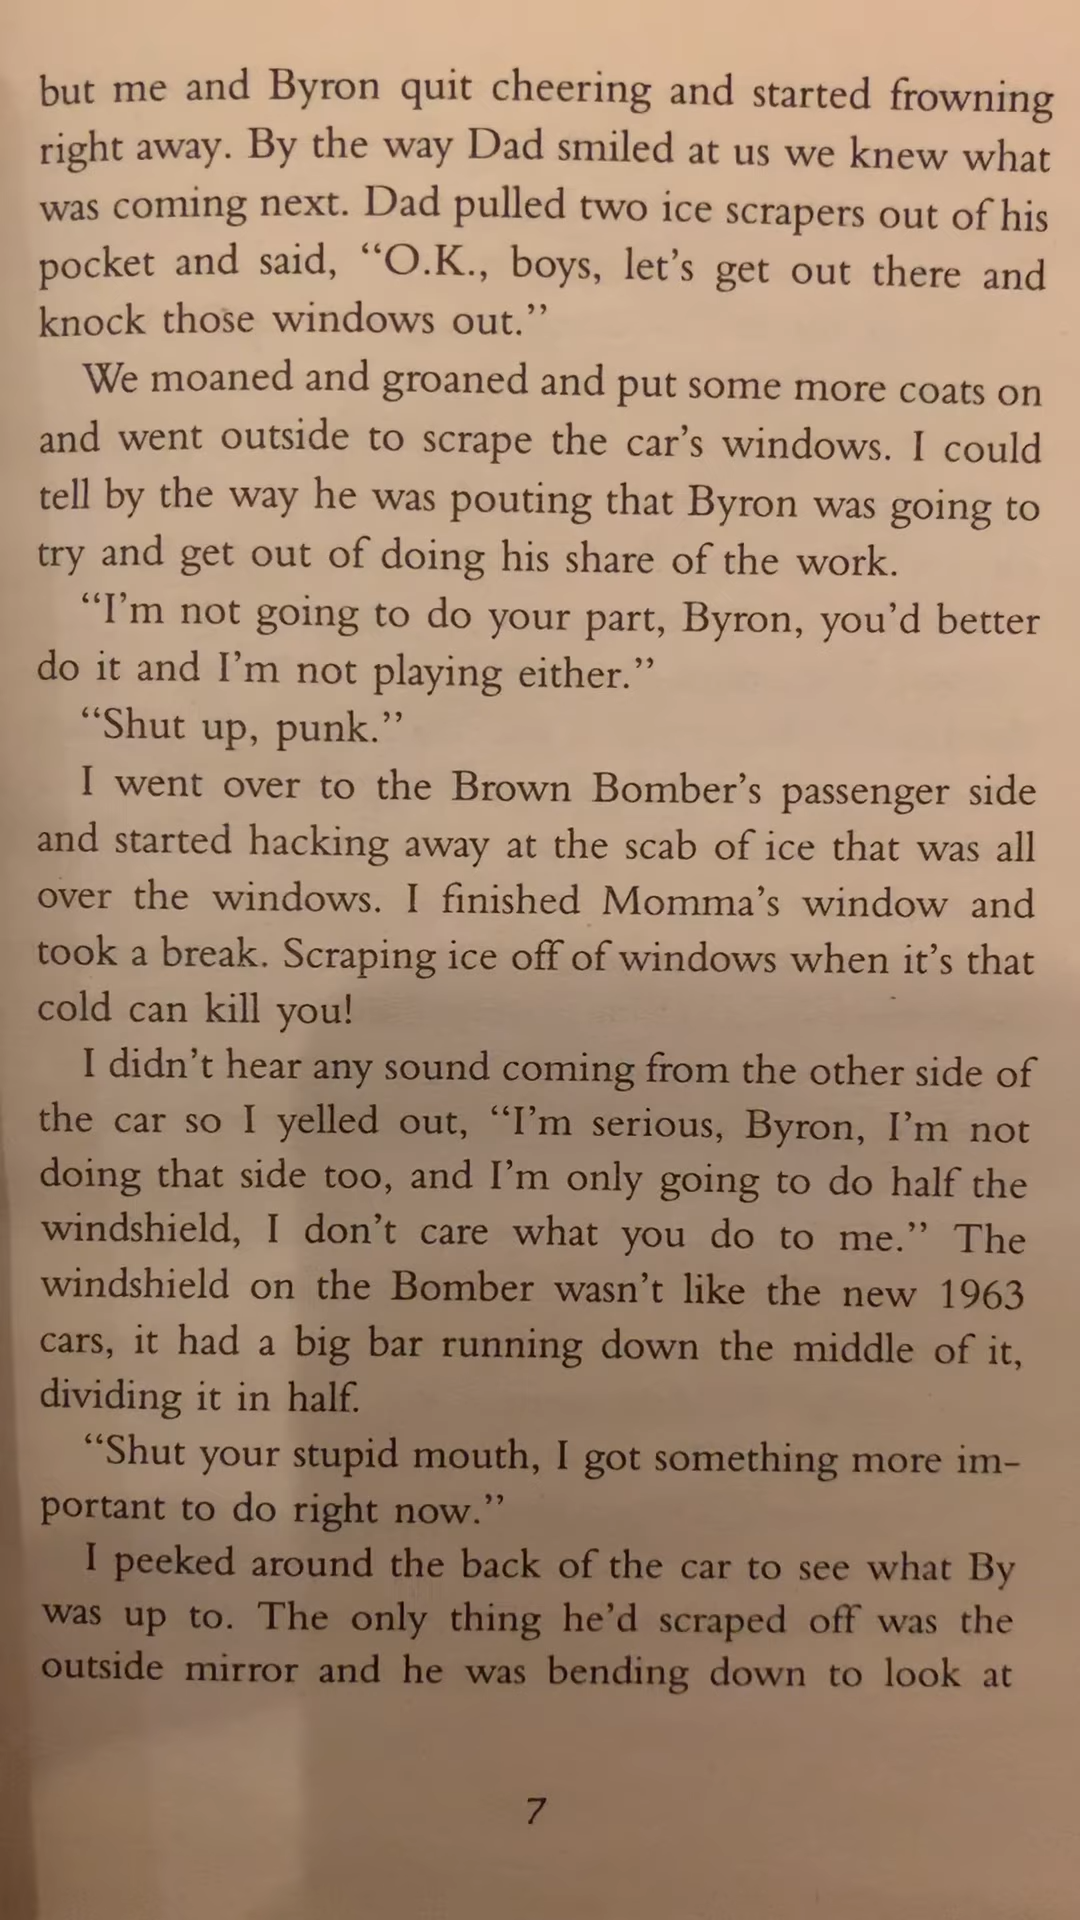 but me and Byron quit cheering and started frowning
right away. By the way Dad smiled at us we knew what
was coming next. Dad pulled two ice scrapers out of his
pocket and said, “O.K., boys, let’s get out there and
knock those windows out.”
We moaned and groaned and put some more coats on
and went outside to scrape the car’s windows. I could
tell by the way he was pouting that Byron was going to
try and get out of doing his share of the work.
“I’m not going to do your part, Byron, you’d better
do it and I’m not playing either.”
“Shut up, punk.”
I went over to the Brown Bomber’s passenger side
and started hacking away at the scab of ice that was all
over the windows. I finished Momma’s window and
took a break. Scraping ice off of windows when it’s that
cold can kill you!
I didn’t hear any sound coming from the other side of
the car so I yelled out, “I’m serious, Byron, I’m not
doing that side too, and I’m only going to do half the
windshield, I don’t care what you do to me.” The
windshield on the Bomber wasn’t like the new 1963
cars, it had a big bar running down the middle of it,
dividing it in half.
“Shut your stupid mouth, I got something more im-
portant to do right now.”
I peeked around the back of the car to see what By
was up to. The only thing he’d scraped off was the
outside mirror and he was bending down to look at
7